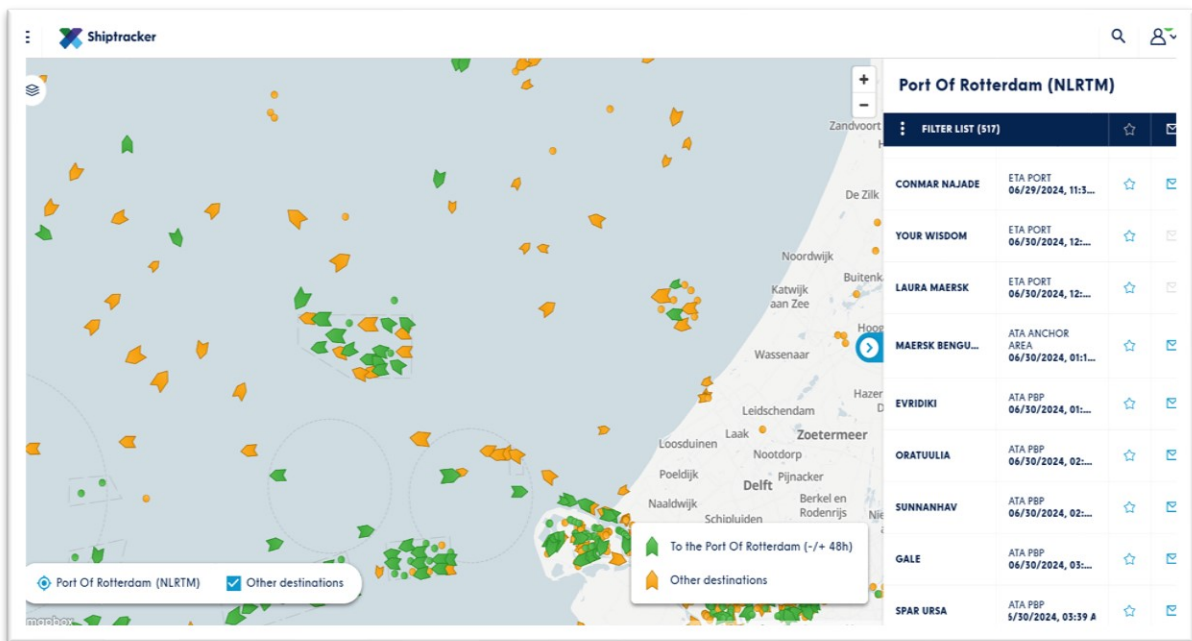 Shiptracker
Port Of Rotterdam (NLRTM)
FILTER LIST (517)
CONMAR NAJADE
ETA PORT
06/29/2024, 11:3...
YOUR WISDOM
ETA PORT
06/30/2024, 12:...
LAURA MAERSK
ETA PORT
06/30/2024, 12:...
MAERSK BENGU...
ATA ANCHOR
AREA
06/30/2024, 01:1...
EVRIDIKI
ATA PBP
06/30/2024, 01:...
ORATUULIA
ATA PBP
06/30/2024, 02:...
SUNNANHAV
ATA PBP
06/30/2024, 02:...
GALE
ATA PBP
06/30/2024, 03:...
SPAR URSA
ATA PBP
5/30/2024, 03:39 A
+
−
Zandvoort
H
De Zilk
Noordwijk
Buitenk
Katwijk
aan Zee
Hoog
Wassenaar
Hazer
Leidschendam
D
Laak
Zoetermeer
Loosduinen
Nootdorp
Poeldijk
Pijnacker
Delft
Naaldwijk
Berkel en
Rodenrijs
Nie
Schipluiden
To the Port Of Rotterdam (-/+ 48h)
Other destinations
Port Of Rotterdam (NLRTM)
Other destinations
mapbox